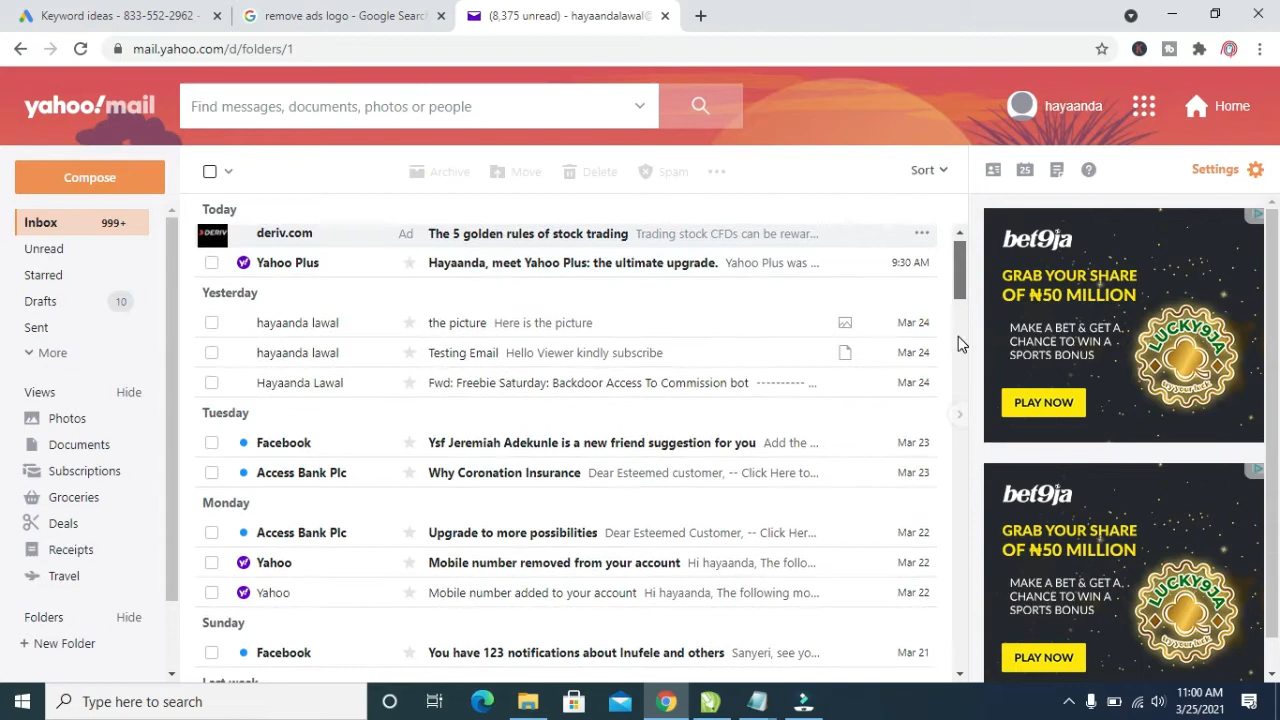 Keyword ideas - 833-552-2962 -
remove ads logo - Google Searc
(8,375 unread) - hayaandalawal@
mail.yahoo.com/d/folders/1
yahoo!mail
Find messages, documents, photos or people
hayaanda
Home
Compose
Archive
Move
Delete
Spam
Sort
25
Settings
Inbox 999+
Unread
Starred
Drafts 10
Sent
More
Views Hide
Photos
Documents
Subscriptions
Groceries
Deals
Receipts
Travel
Folders Hide
+ New Folder
Today
DERIV deriv.com Ad The 5 golden rules of stock trading Trading stock CFDs can be rewar...
Yahoo Plus Hayaanda, meet Yahoo Plus: the ultimate upgrade. Yahoo Plus was ... 9:30 AM
Yesterday
hayaanda lawal the picture Here is the picture Mar 24
hayaanda lawal Testing Email Hello Viewer kindly subscribe Mar 24
Hayaanda Lawal Fwd: Freebie Saturday: Backdoor Access To Commission bot ---------- ... Mar 24
Tuesday
Facebook Ysf Jeremiah Adekunle is a new friend suggestion for you Add the ... Mar 23
Access Bank Plc Why Coronation Insurance Dear Esteemed customer, -- Click Here to... Mar 23
Monday
Access Bank Plc Upgrade to more possibilities Dear Esteemed Customer, -- Click Her... Mar 22
Yahoo Mobile number removed from your account Hi hayaanda, The follo... Mar 22
Yahoo Mobile number added to your account Hi hayaanda, The following mo... Mar 22
Sunday
Facebook You have 123 notifications about Inufele and others Sanyeri, see yo... Mar 21
Last week
bet9ja
GRAB YOUR SHARE
OF ₦50 MILLION
MAKE A BET & GET A
CHANCE TO WIN A
SPORTS BONUS
PLAY NOW
LUCKY9JA
bet9ja
GRAB YOUR SHARE
OF ₦50 MILLION
MAKE A BET & GET A
CHANCE TO WIN A
SPORTS BONUS
PLAY NOW
LUCKY9JA
Type here to search
11:00 AM
3/25/2021